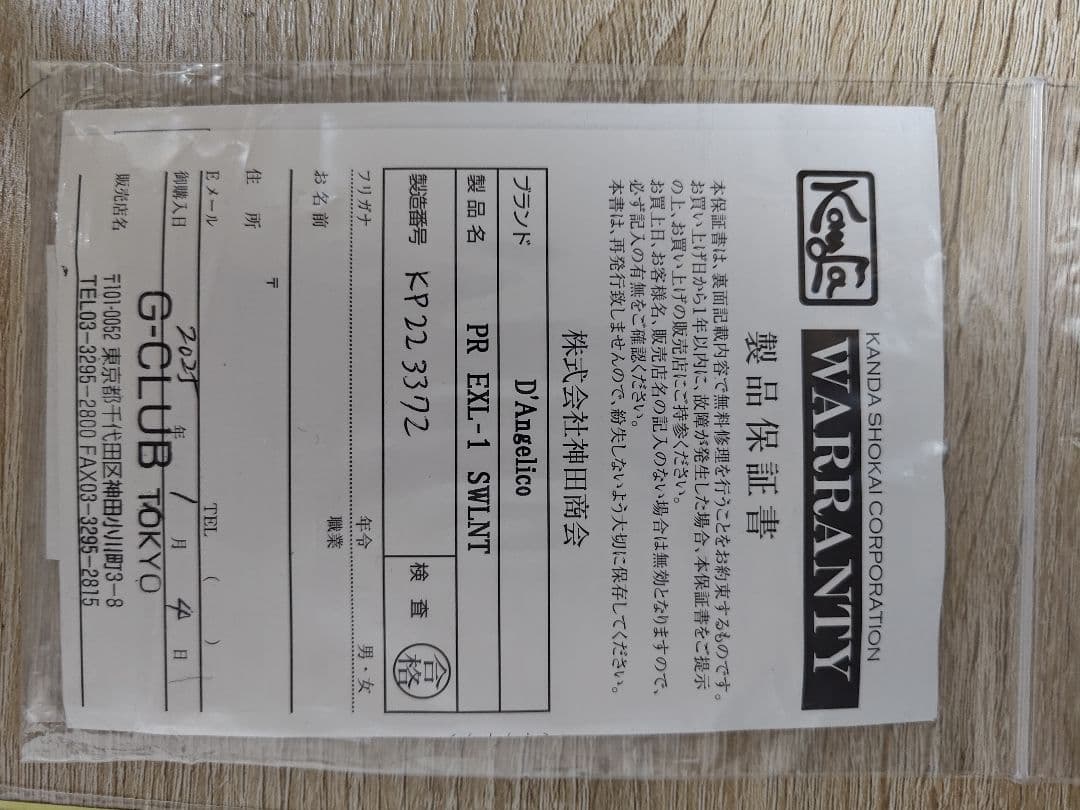 Kanda
KANDA SHOKAI CORPORATION
WARRANTY
製品保証書
本保証書は、裏面記載内容で無料修理を行うことをお約束するものです。
お買い上げ日から1年以内に、故障が発生した場合、本保証書をご提示
の上、お買い上げの販売店にご持参ください。
お買上日、お客様名、販売店名の記入のない場合は無効となりますので、
必ず記入の有無をご確認ください。
本書は、再発行致しませんので、紛失しないよう大切に保存してください。
株式会社神田商会
ブランド D'Angelico
製品名 PR EXL-1 SWLNT
製造番号 KP22 3372 検査 合格
フリガナ 年令 男・女
お名前 職業
〒
住所
Eメール TEL ( )
御購入日 2025年 1月 4日
販売店名 G-CLUB TOKYO
〒101-0052 東京都千代田区神田小川町3-8
TEL03-3295-2800 FAX03-3295-2815